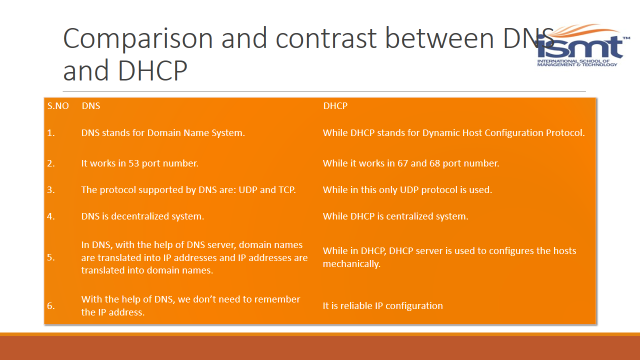 Comparison and contrast between DNS
and DHCP
ismt™
INTERNATIONAL SCHOOL OF
MANAGEMENT & TECHNOLOGY
S.NO DNS DHCP
1. DNS stands for Domain Name System. While DHCP stands for Dynamic Host Configuration Protocol.
2. It works in 53 port number. While it works in 67 and 68 port number.
3. The protocol supported by DNS are: UDP and TCP. While in this only UDP protocol is used.
4. DNS is decentralized system. While DHCP is centralized system.
5. In DNS, with the help of DNS server, domain names
are translated into IP addresses and IP addresses are
translated into domain names.
While in DHCP, DHCP server is used to configures the hosts
mechanically.
6. With the help of DNS, we don't need to remember
the IP address.
It is reliable IP configuration